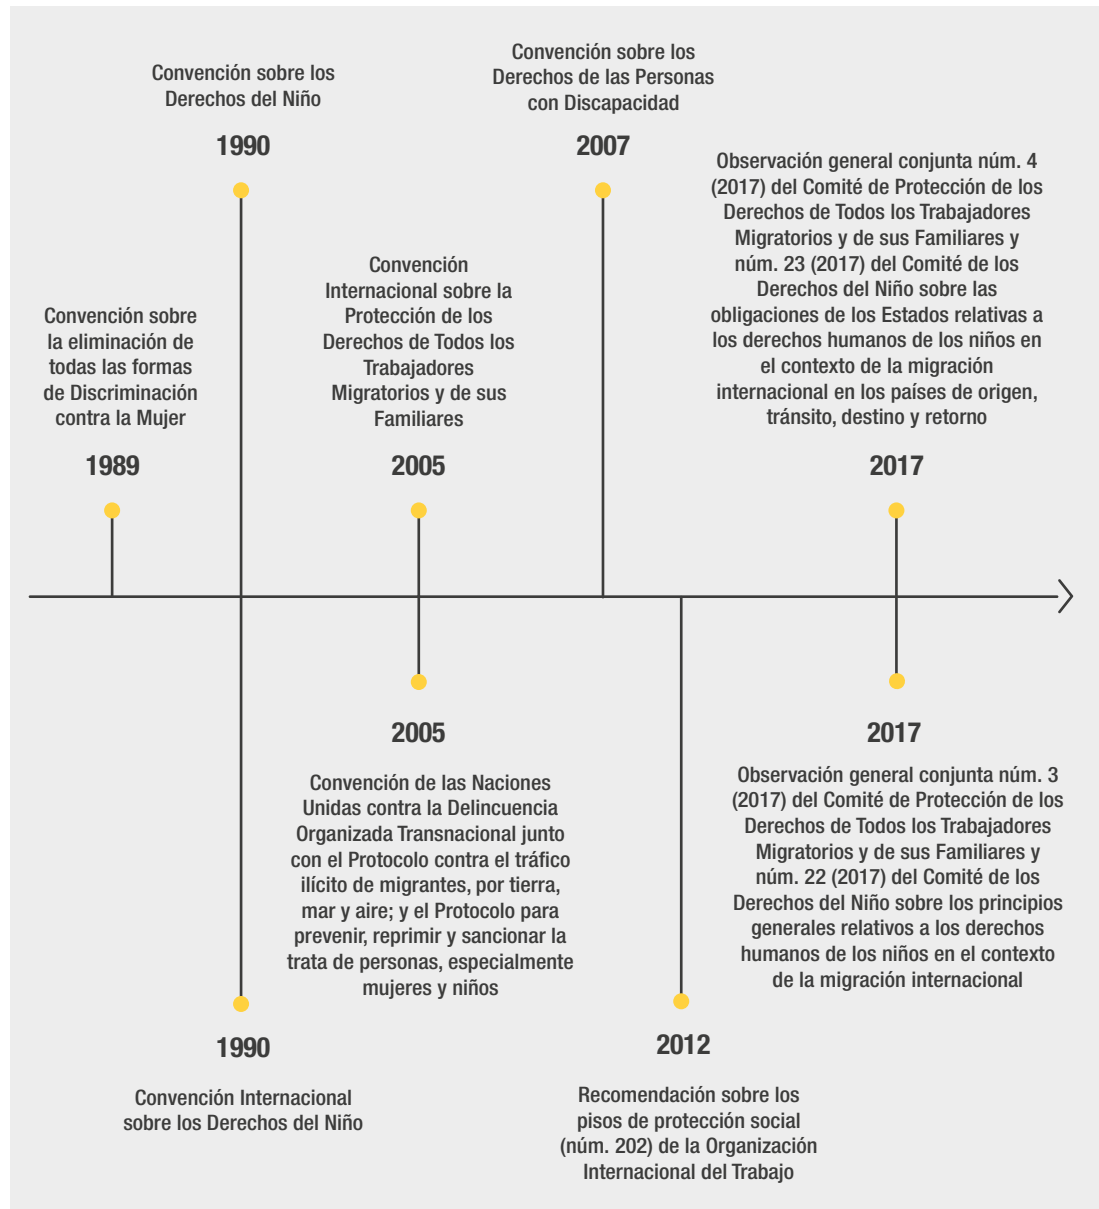 Convención sobre los
Derechos del Niño
1990
Convención sobre los
Derechos de las Personas
con Discapacidad
2007
Convención sobre
la eliminación de
todas las formas
de Discriminación
contra la Mujer
1989
Convención
Internacional sobre la
Protección de los
Derechos de Todos los
Trabajadores
Migratorios y de sus
Familiares
2005
Observación general conjunta núm. 4
(2017) del Comité de Protección de los
Derechos de Todos los Trabajadores
Migratorios y de sus Familiares y
núm. 23 (2017) del Comité de los
Derechos del Niño sobre las
obligaciones de los Estados relativas a
los derechos humanos de los niños en
el contexto de la migración
internacional en los países de origen,
tránsito, destino y retorno
2017
2005
Convención de las Naciones
Unidas contra la Delincuencia
Organizada Transnacional junto
con el Protocolo contra el tráfico
ilícito de migrantes, por tierra,
mar y aire; y el Protocolo para
prevenir, reprimir y sancionar la
trata de personas, especialmente
mujeres y niños
2017
Observación general conjunta núm. 3
(2017) del Comité de Protección de los
Derechos de Todos los Trabajadores
Migratorios y de sus Familiares y
núm. 22 (2017) del Comité de los
Derechos del Niño sobre los principios
generales relativos a los derechos
humanos de los niños en el contexto
de la migración internacional
1990
Convención Internacional
sobre los Derechos del Niño
2012
Recomendación sobre los
pisos de protección social
(núm. 202) de la Organización
Internacional del Trabajo